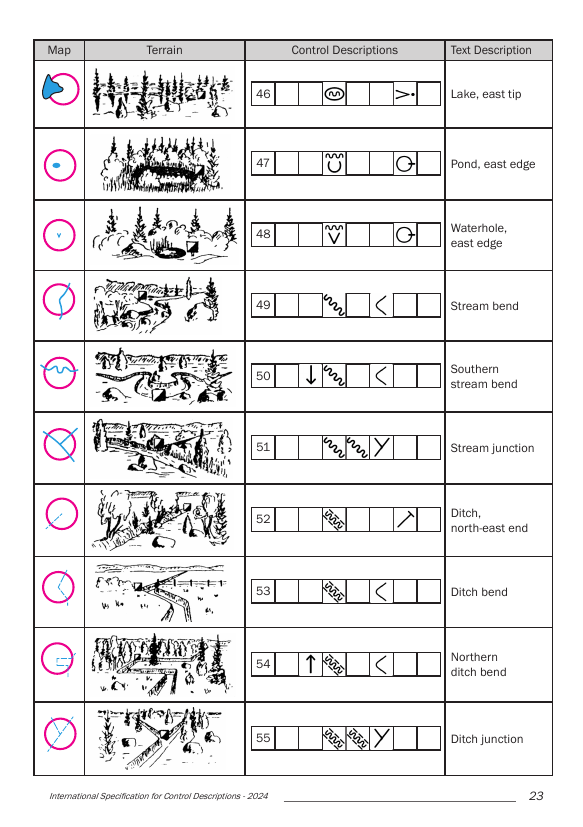 Map Terrain Control Descriptions Text Description
46 Lake, east tip
47 Pond, east edge
48 Waterhole,
east edge
49 Stream bend
50 Southern
stream bend
51 Stream junction
52 Ditch,
north-east end
53 Ditch bend
54 Northern
ditch bend
55 Ditch junction
International Specification for Control Descriptions - 2024 23